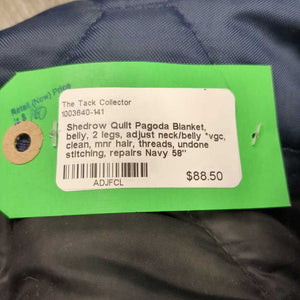 Retail (New) Price
is $
The Tack Collector
1003640-141
Shedrow Quilt Pagoda Blanket,
belly, 2 legs, adjust neck/belly *vgc,
clean, mnr hair, threads, undone
stitching, repairs Navy 58"
ADJFCL
$88.50